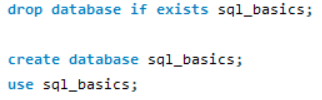 drop database if exists sql_basics;
create database sql_basics;
use sql_basics;